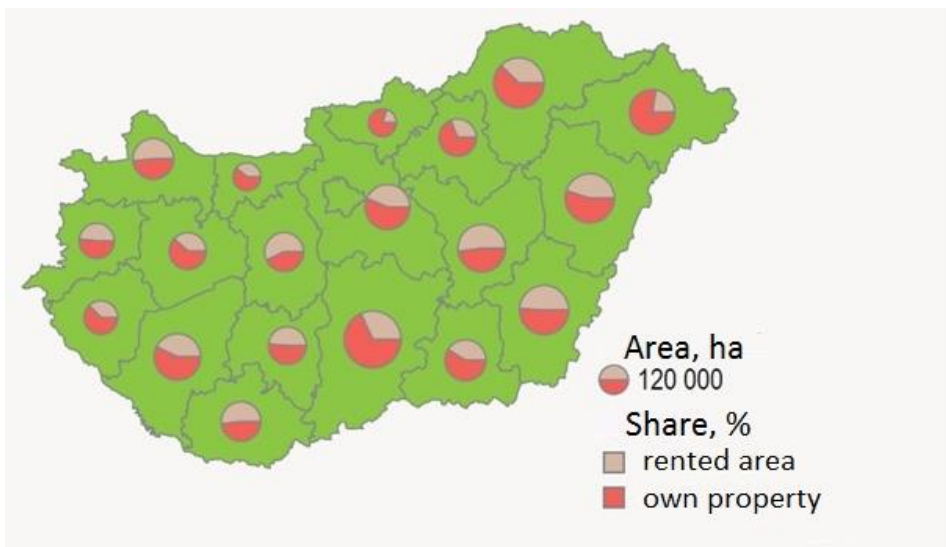 Area, ha
120 000
Share, %
rented area
own property